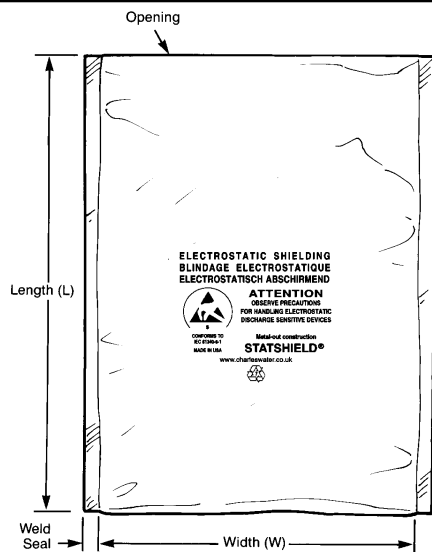 Opening
Length (L)
ELECTROSTATIC SHIELDING
BLINDAGE ELECTROSTATIQUE
ELECTROSTATISCH ABSCHIRMEND
ATTENTION
OBSERVE PRECAUTIONS
FOR HANDLING ELECTROSTATIC
DISCHARGE SENSITIVE DEVICES
S
CONFORMS TO
IEC 61340-5-1
MADE IN USA
Metal-out construction
STATSHIELD®
www.charleswater.co.uk
Weld
Seal
Width (W)